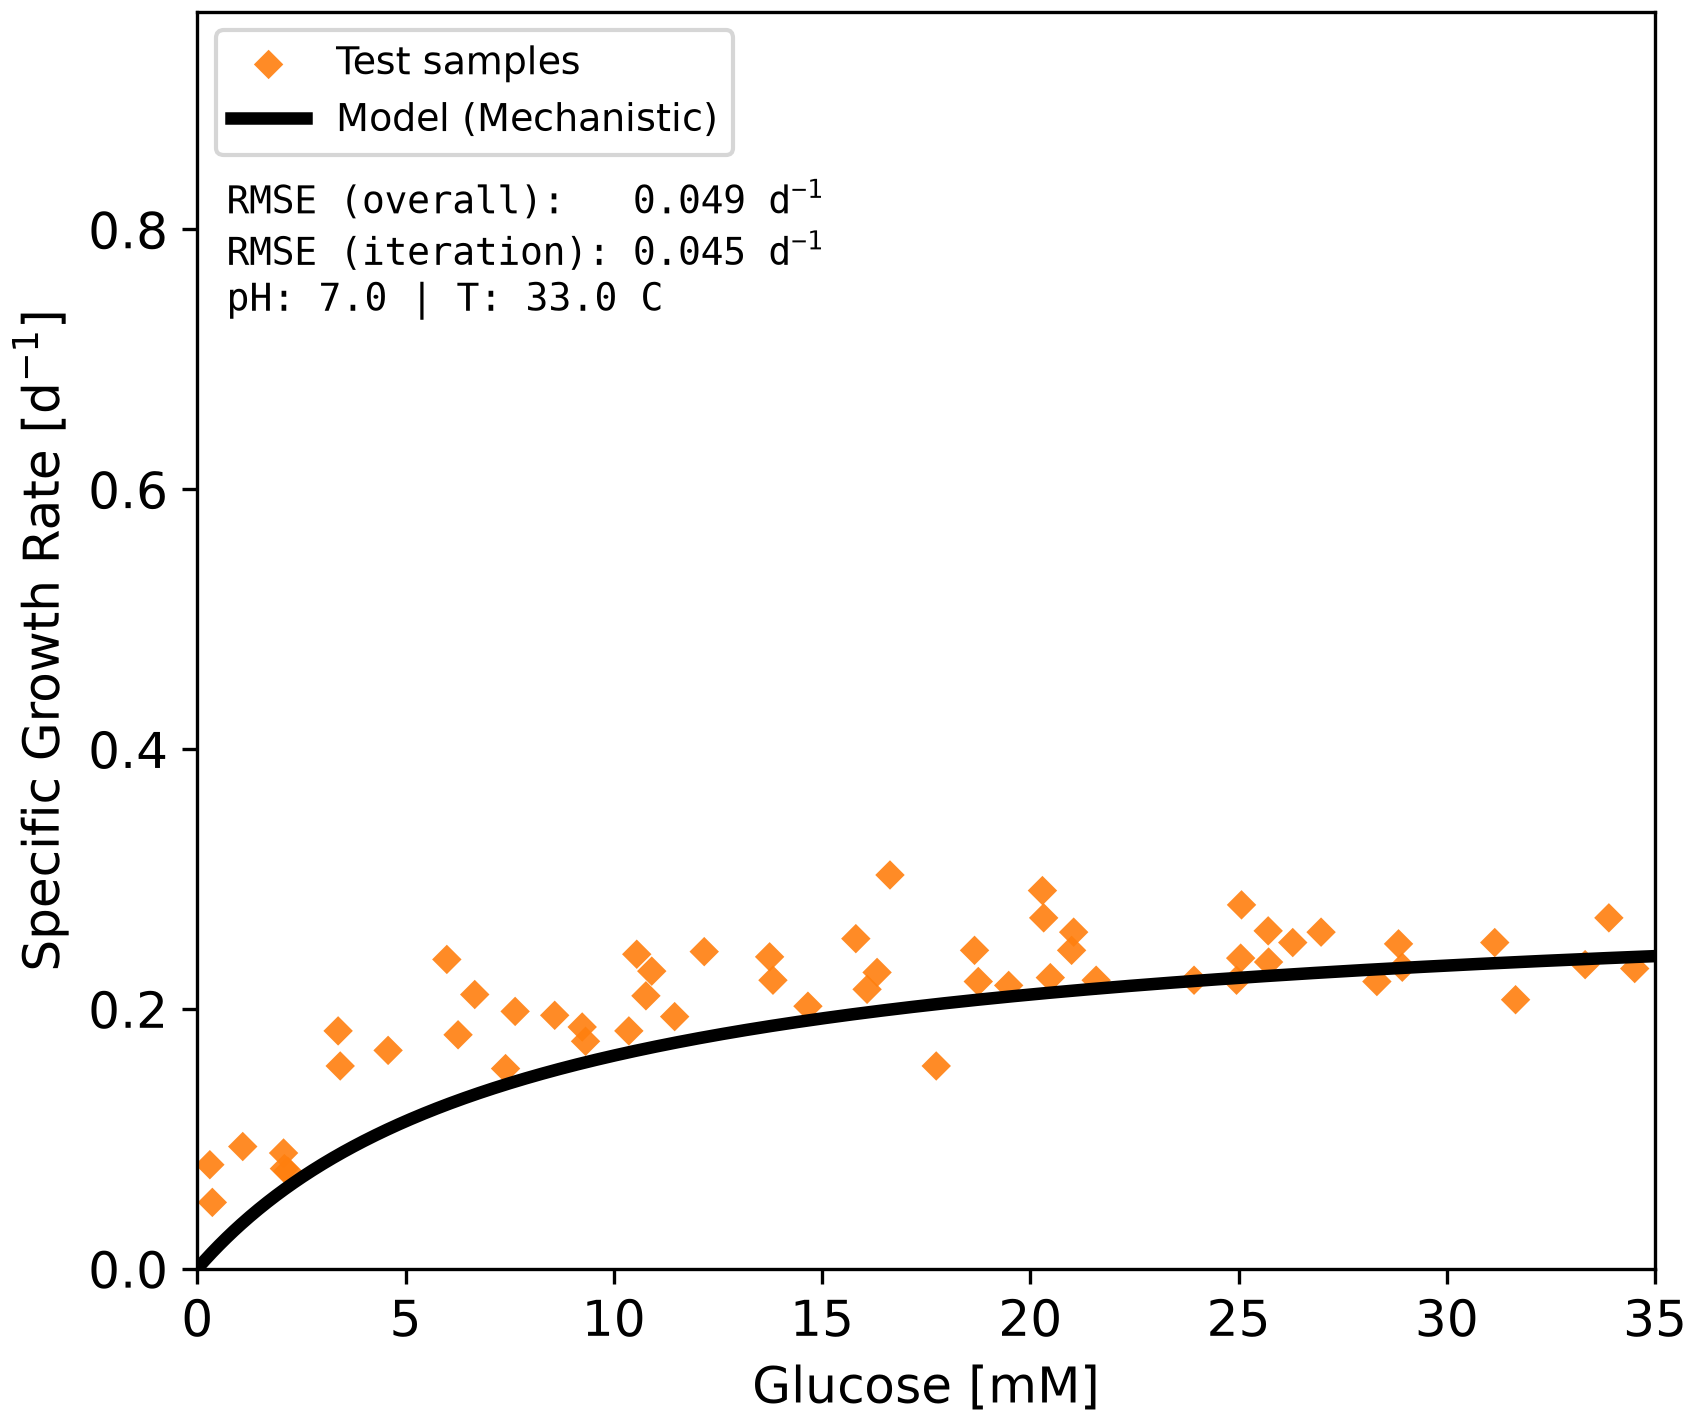 Test samples
Model (Mechanistic)
RMSE (overall):   0.049 d⁻¹
RMSE (iteration): 0.045 d⁻¹
pH: 7.0 | T: 33.0 C
Specific Growth Rate [d⁻¹]
0.8
0.6
0.4
0.2
0.0
0 5 10 15 20 25 30 35
Glucose [mM]